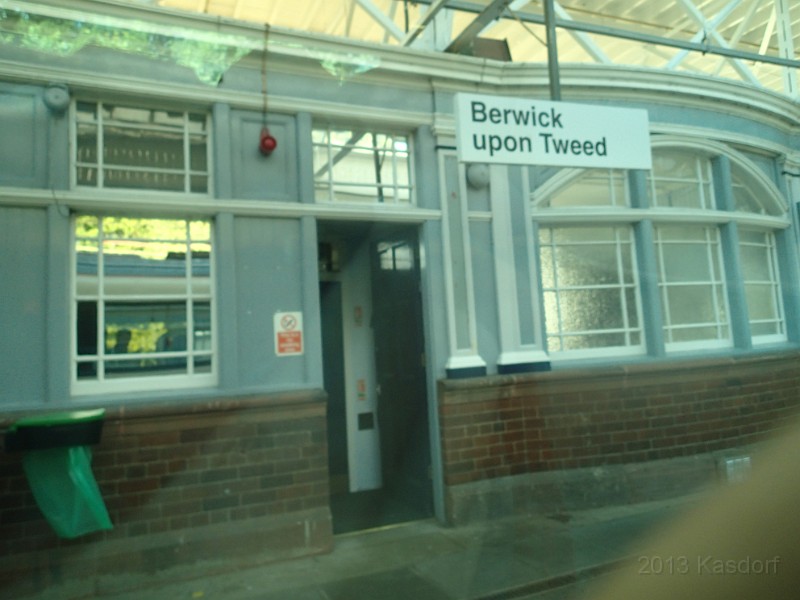 Berwick
upon Tweed
2013 Kasdorf